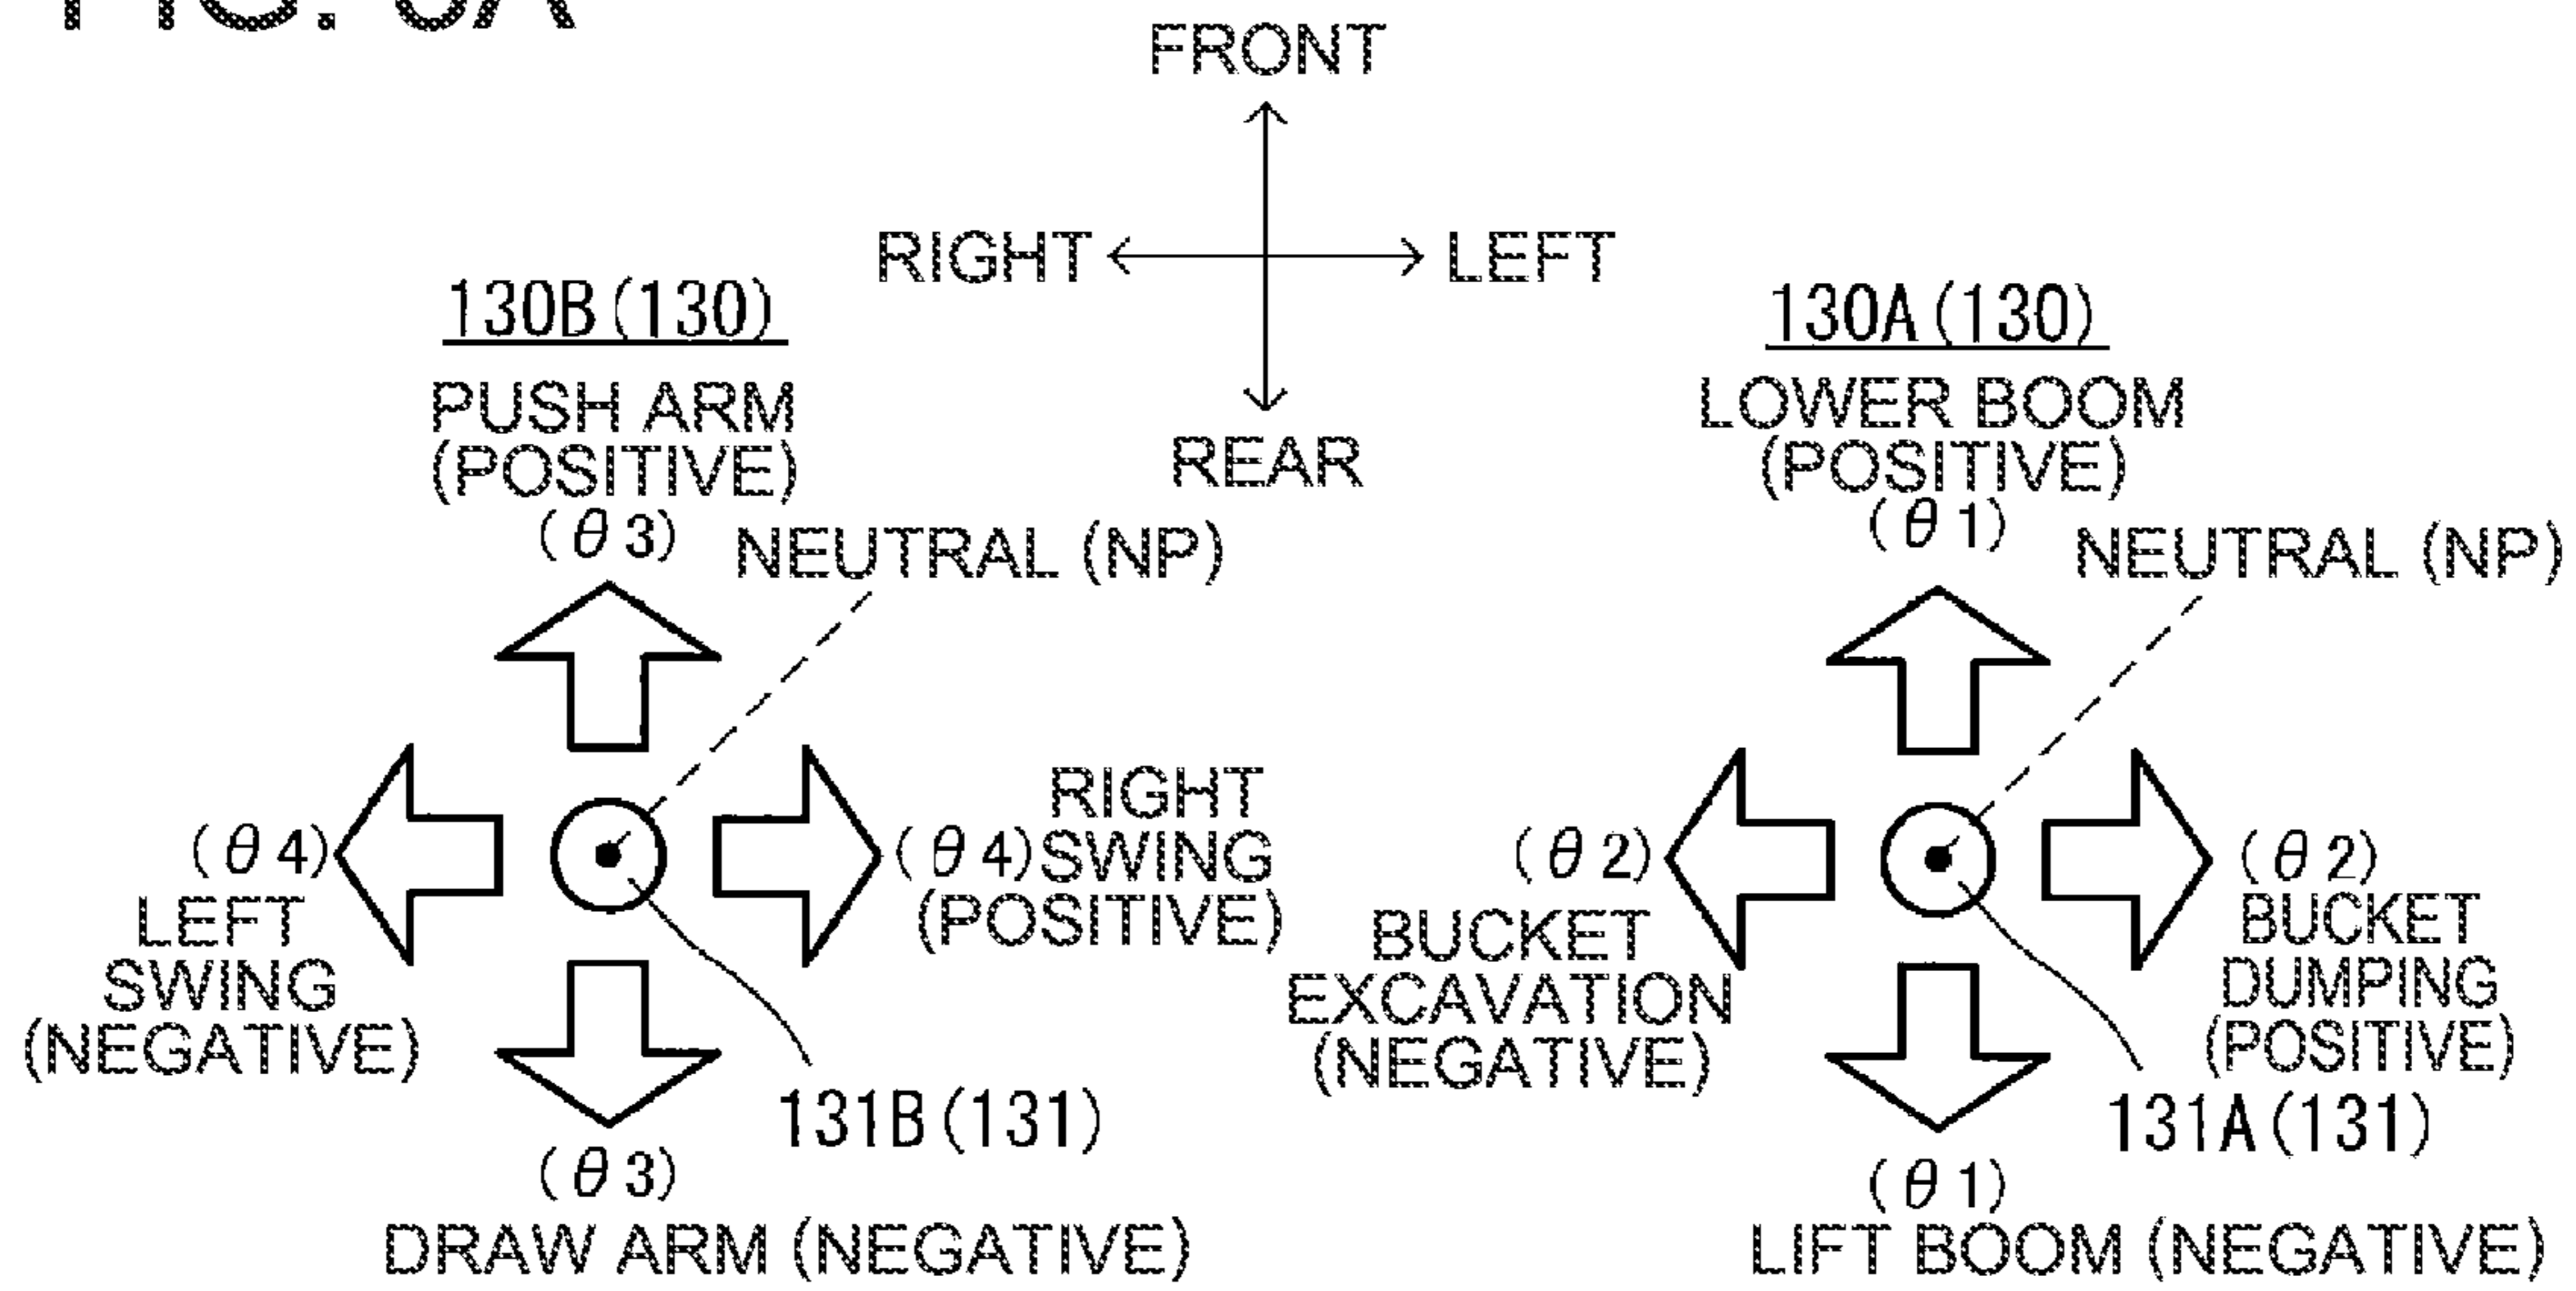 FRONT
RIGHT LEFT
REAR
130B(130)
PUSH ARM
(POSITIVE)
(θ3)
NEUTRAL (NP)
(θ4)
LEFT
SWING
(NEGATIVE)
RIGHT
(θ4)SWING
(POSITIVE)
131B(131)
(θ3)
DRAW ARM (NEGATIVE)
130A(130)
LOWER BOOM
(POSITIVE)
(θ1)
NEUTRAL (NP)
(θ2)
BUCKET
EXCAVATION
(NEGATIVE)
(θ2)
BUCKET
DUMPING
(POSITIVE)
131A(131)
(θ1)
LIFT BOOM (NEGATIVE)